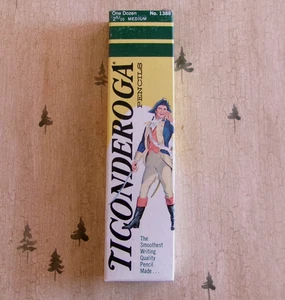 One Dozen
No. 1388
2 5/10 MEDIUM
TICONDEROGA®
PENCILS
The
Smoothest
Writing
Quality
Pencil
Made...